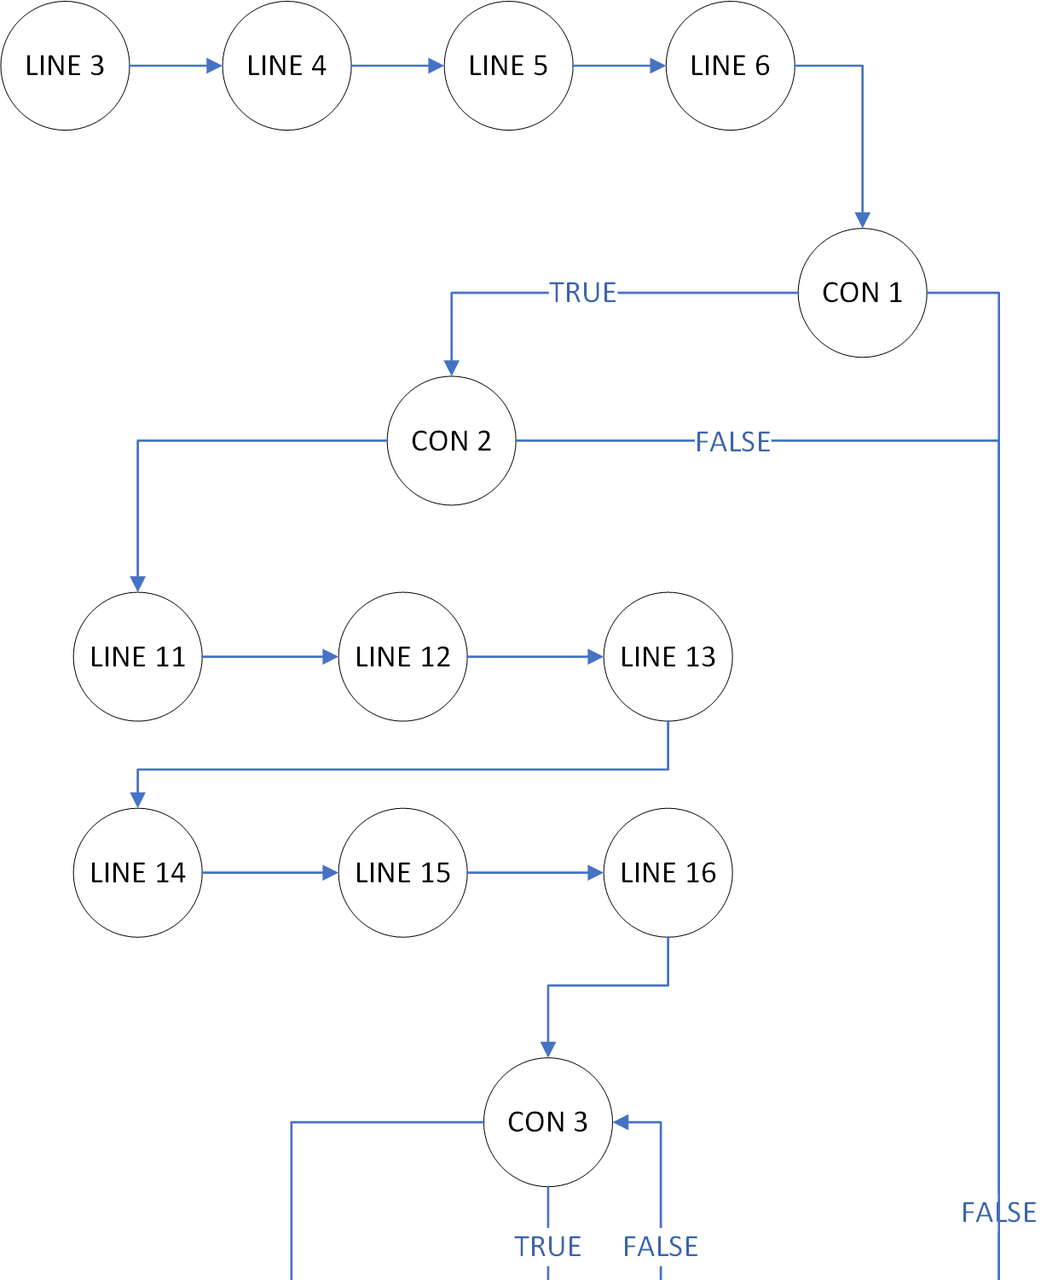 LINE 3
LINE 4
LINE 5
LINE 6
CON 1
TRUE
CON 2
FALSE
LINE 11
LINE 12
LINE 13
LINE 14
LINE 15
LINE 16
CON 3
FALSE
TRUE
FALSE